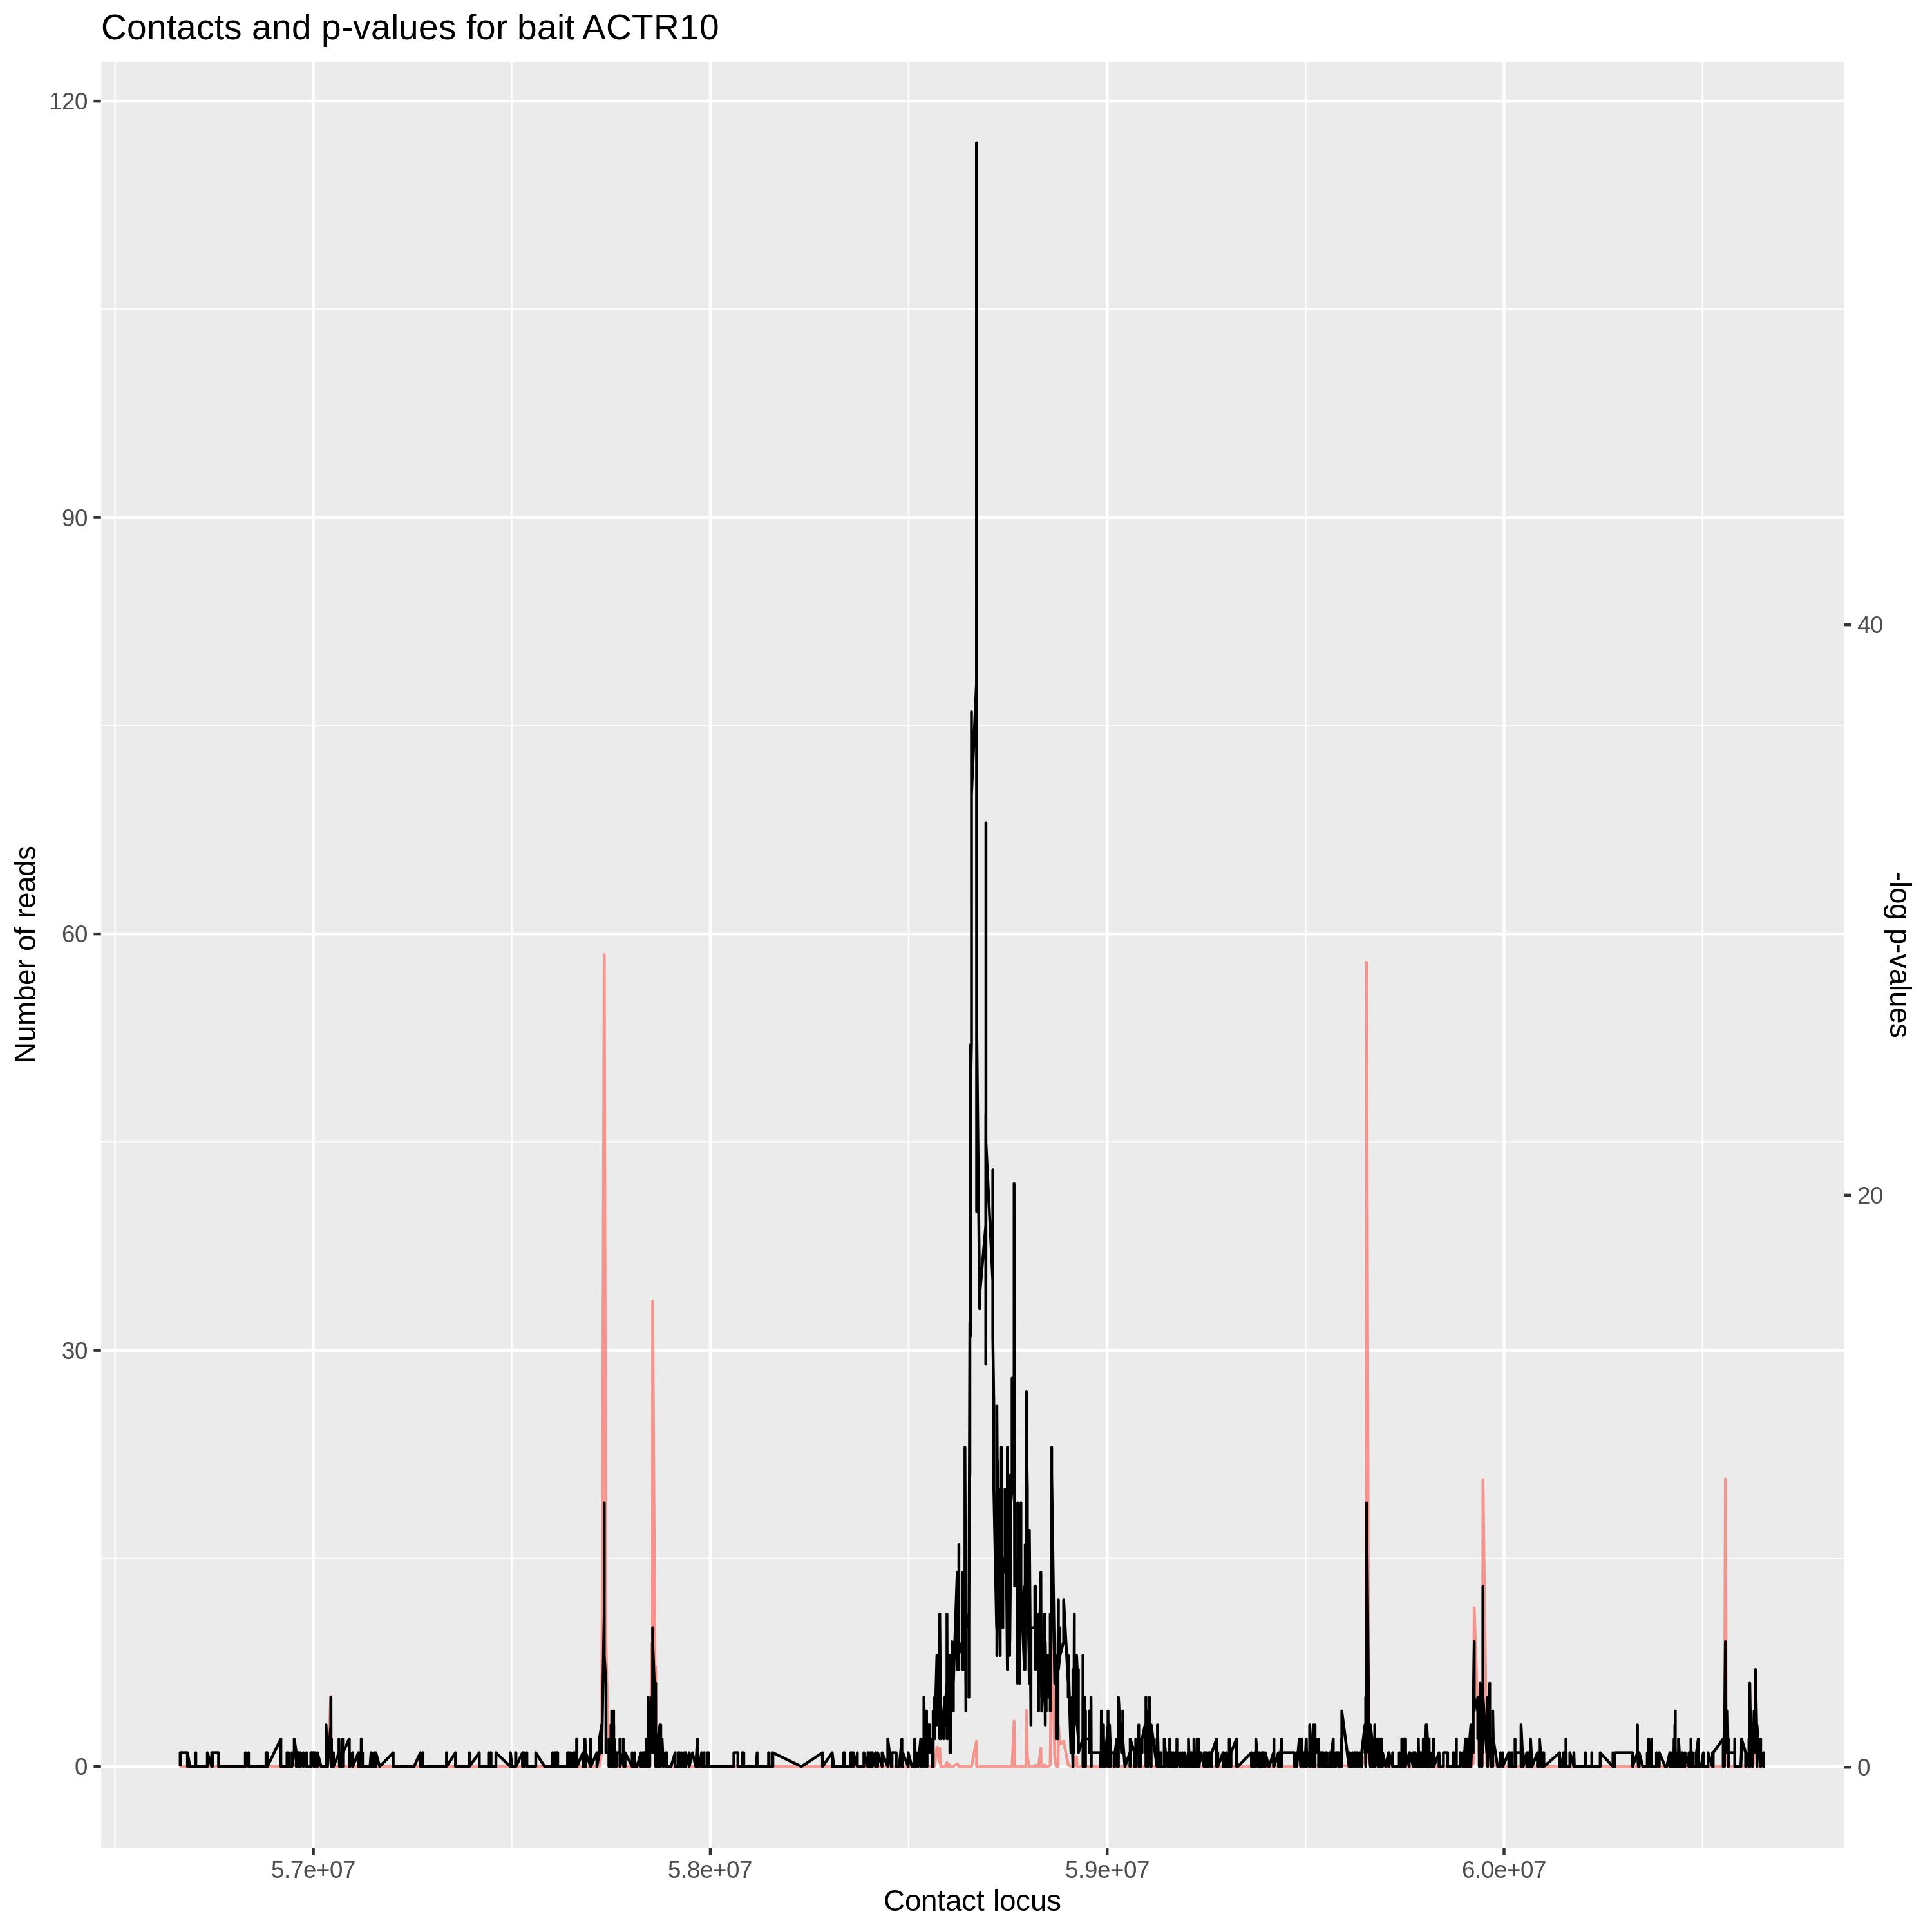 Contacts and p-values for bait ACTR10
120
90
60
30
0
Number of reads
40
20
0
-log p-values
5.7e+07
5.8e+07
5.9e+07
6.0e+07
Contact locus